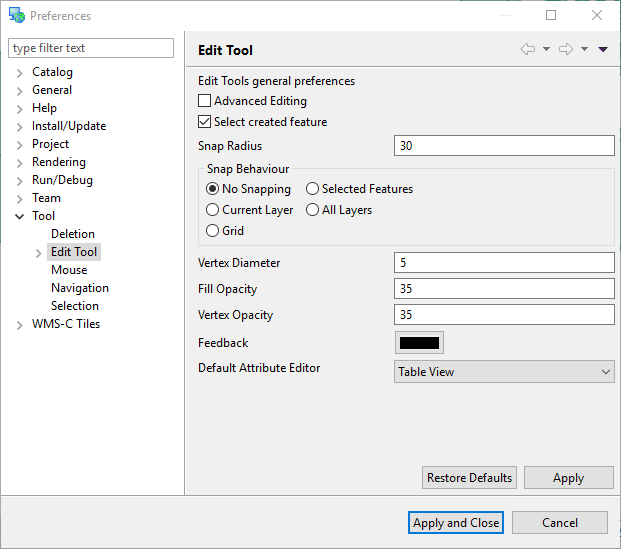 Preferences
type filter text
Catalog
General
Help
Install/Update
Project
Rendering
Run/Debug
Team
Tool
Deletion
Edit Tool
Mouse
Navigation
Selection
WMS-C Tiles
Edit Tool
Edit Tools general preferences
Advanced Editing
Select created feature
Snap Radius 30
Snap Behaviour
No Snapping Selected Features
Current Layer All Layers
Grid
Vertex Diameter 5
Fill Opacity 35
Vertex Opacity 35
Feedback
Default Attribute Editor Table View
Restore Defaults Apply
Apply and Close Cancel